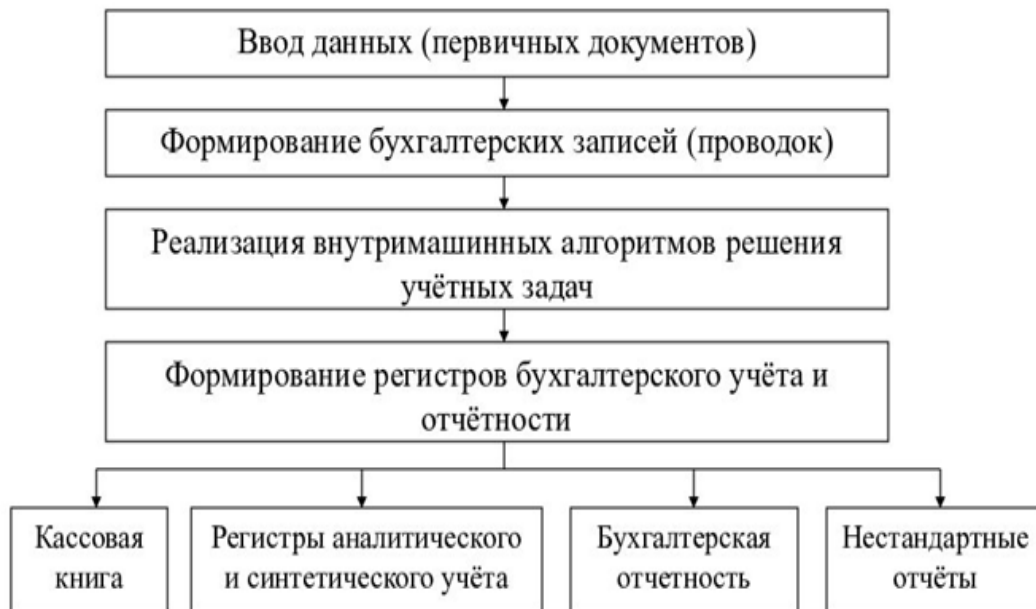 Ввод данных (первичных документов)
Формирование бухгалтерских записей (проводок)
Реализация внутримашинных алгоритмов решения
учётных задач
Формирование регистров бухгалтерского учёта и
отчётности
Кассовая
книга
Регистры аналитического
и синтетического учёта
Бухгалтерская
отчетность
Нестандартные
отчёты